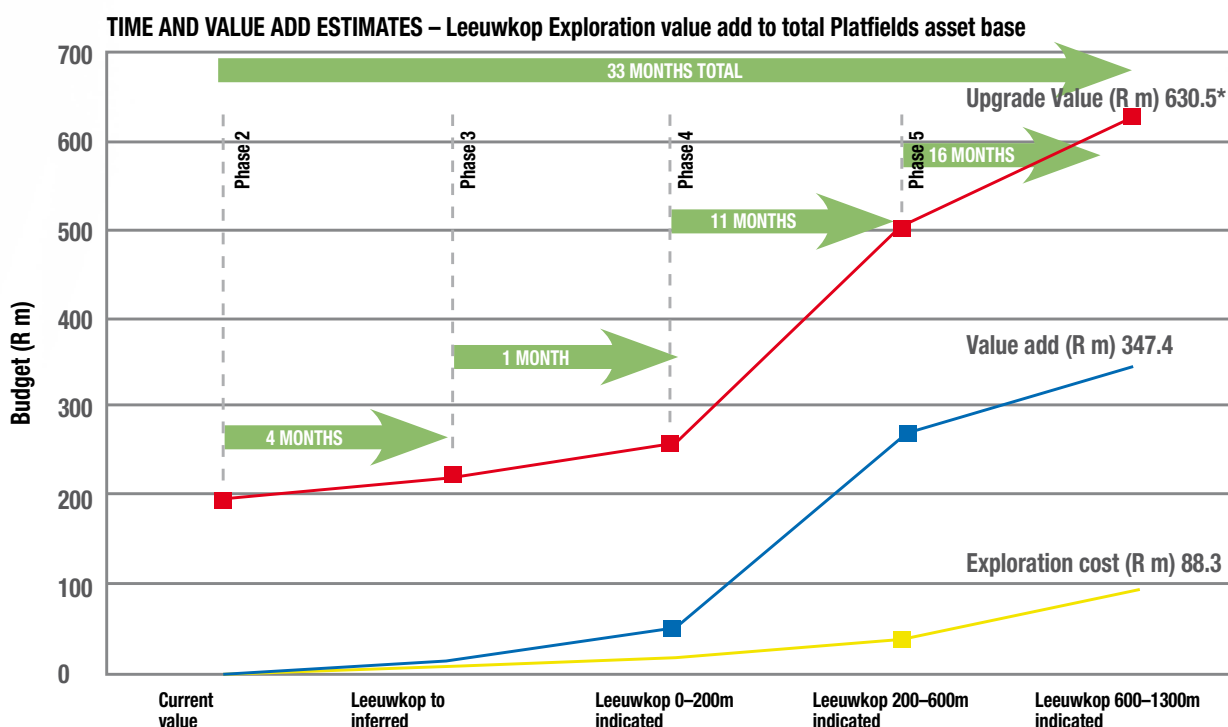 TIME AND VALUE ADD ESTIMATES – Leeuwkop Exploration value add to total Platfields asset base
700
33 MONTHS TOTAL
Upgrade Value (R m) 630.5*
600
Phase 2
Phase 3
Phase 4
Phase 5
16 MONTHS
500
11 MONTHS
400
Budget (R m)
1 MONTH
Value add (R m) 347.4
300
4 MONTHS
200
Exploration cost (R m) 88.3
100
0
Current
value
Leeuwkop to
inferred
Leeuwkop 0–200m
indicated
Leeuwkop 200–600m
indicated
Leeuwkop 600–1300m
indicated